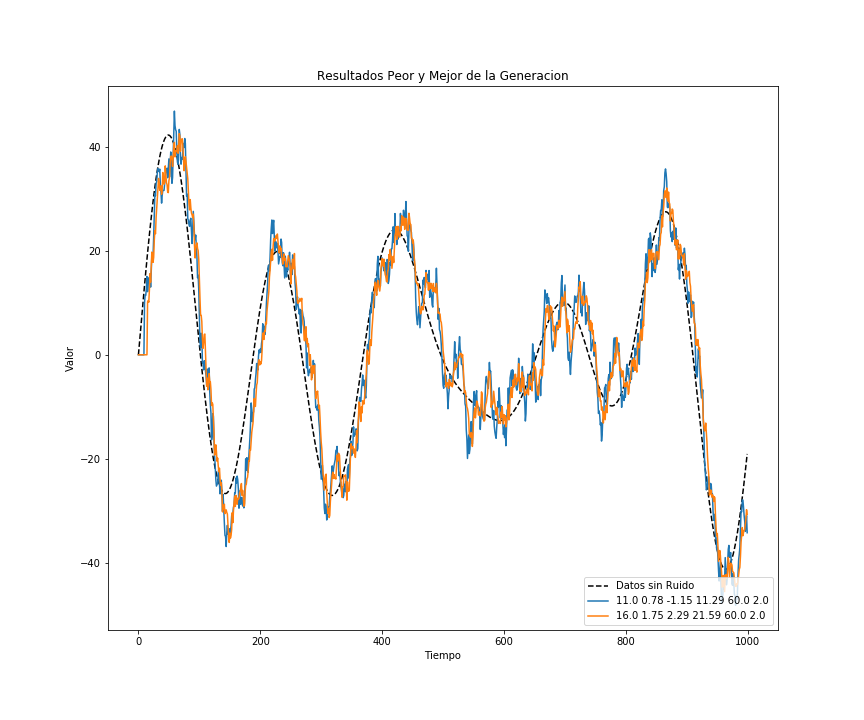 Resultados Peor y Mejor de la Generacion
Valor
40
20
0
−20
−40
0 200 400 600 800 1000
Tiempo
Datos sin Ruido
11.0 0.78 -1.15 11.29 60.0 2.0
16.0 1.75 2.29 21.59 60.0 2.0